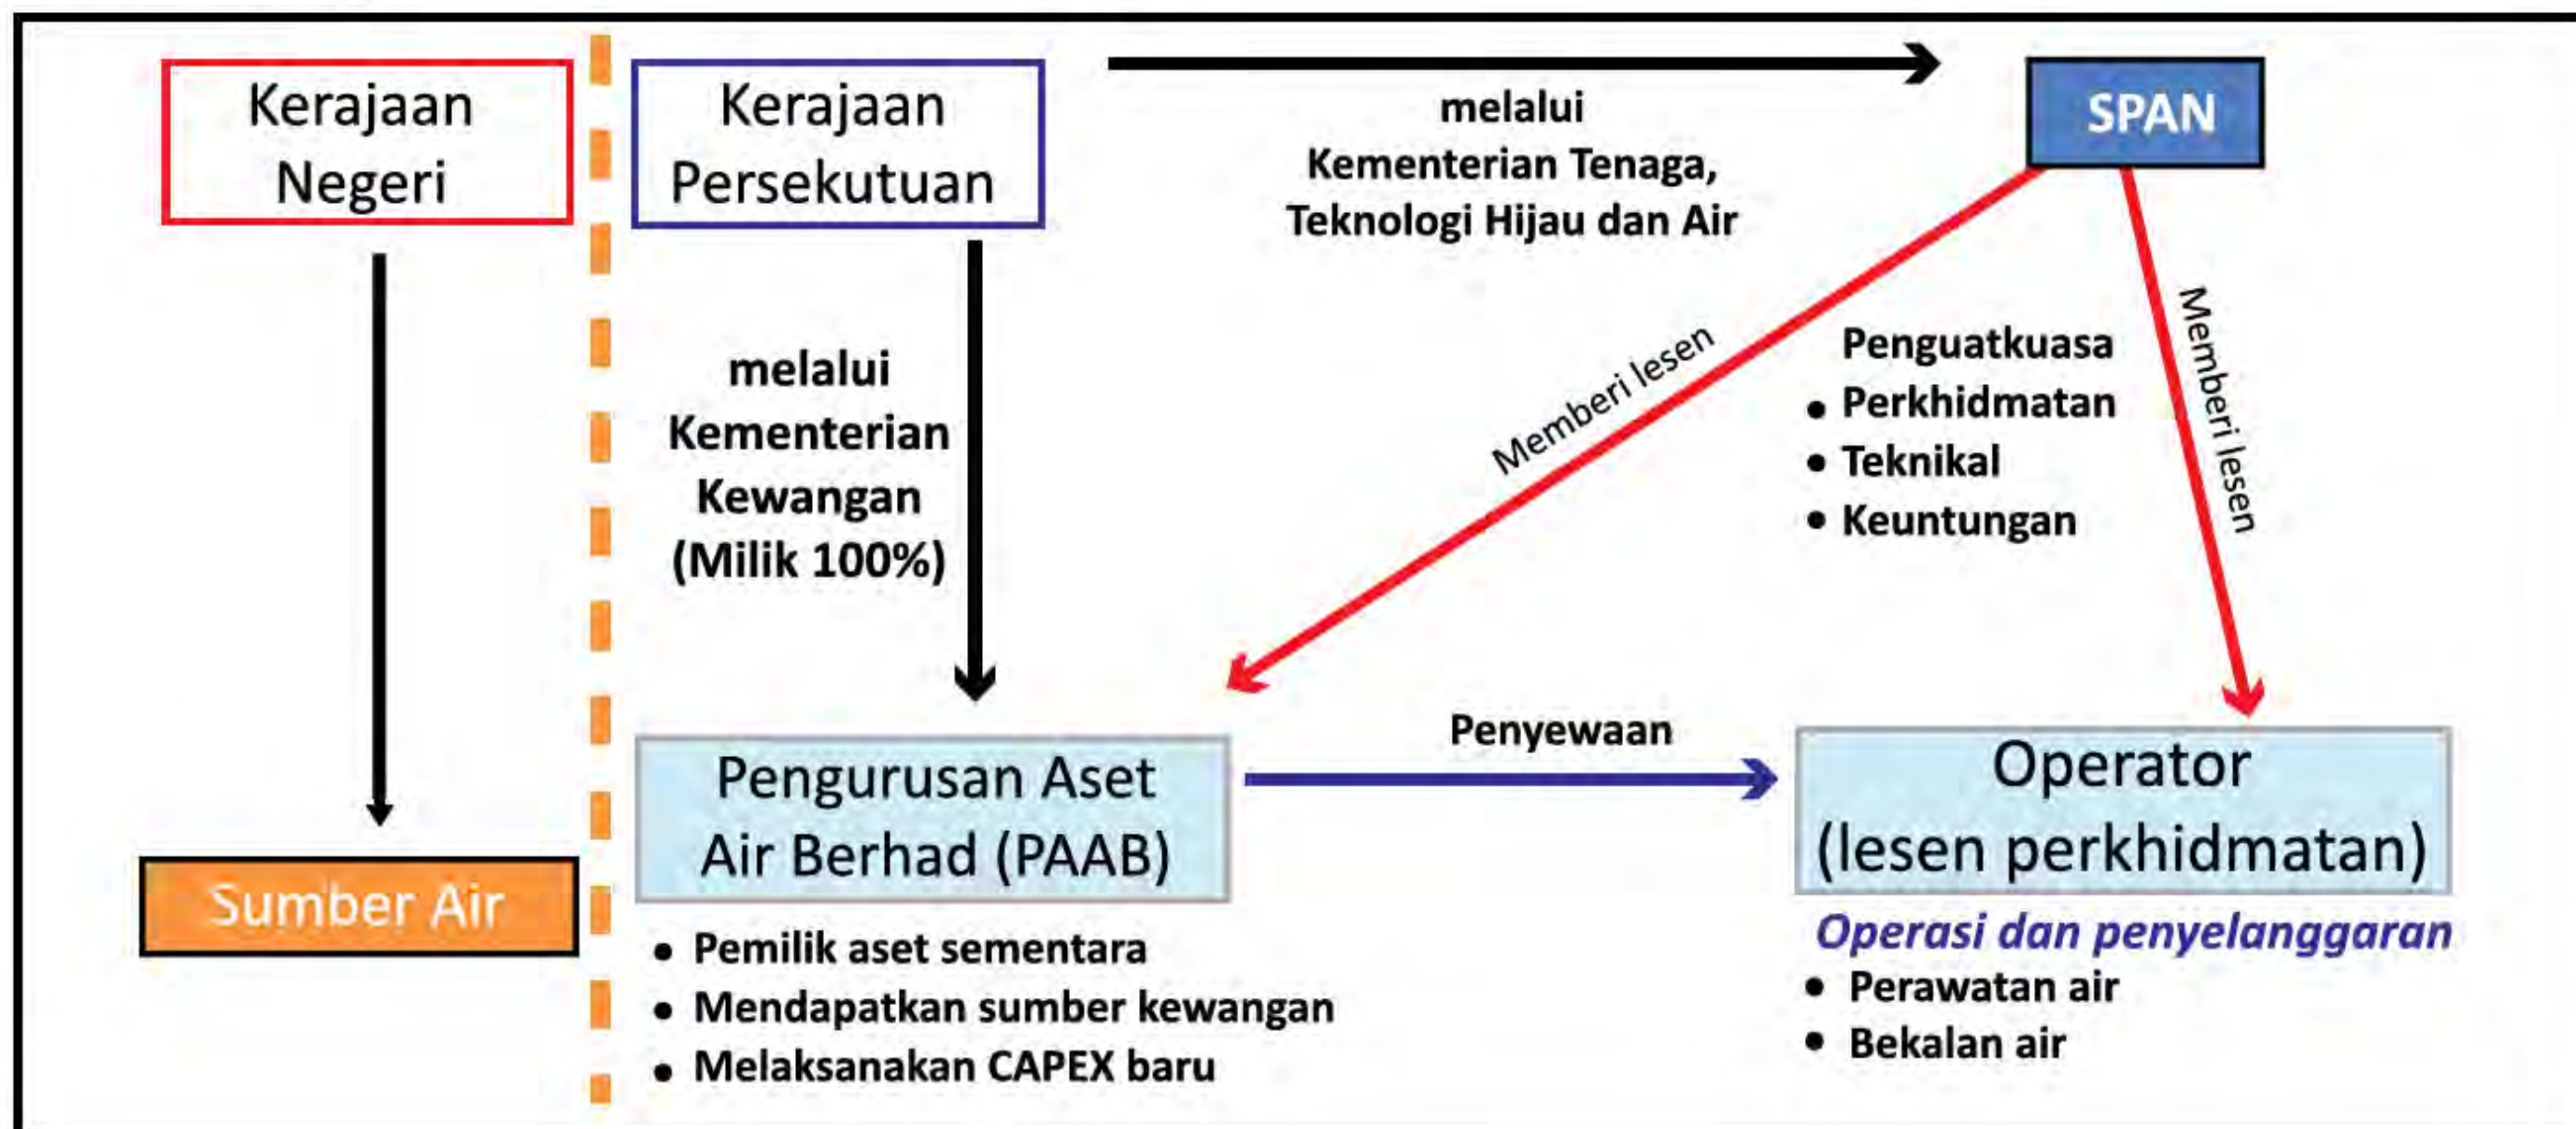 Kerajaan
Negeri
Kerajaan
Persekutuan
melalui
Kementerian Tenaga,
Teknologi Hijau dan Air
SPAN
melalui
Kementerian
Kewangan
(Milik 100%)
Memberi lesen
Penguatkuasa
• Perkhidmatan
• Teknikal
• Keuntungan
Memberi lesen
Sumber Air
Pengurusan Aset
Air Berhad (PAAB)
• Pemilik aset sementara
• Mendapatkan sumber kewangan
• Melaksanakan CAPEX baru
Penyewaan
Operator
(lesen perkhidmatan)
Operasi dan penyelanggaran
• Perawatan air
• Bekalan air